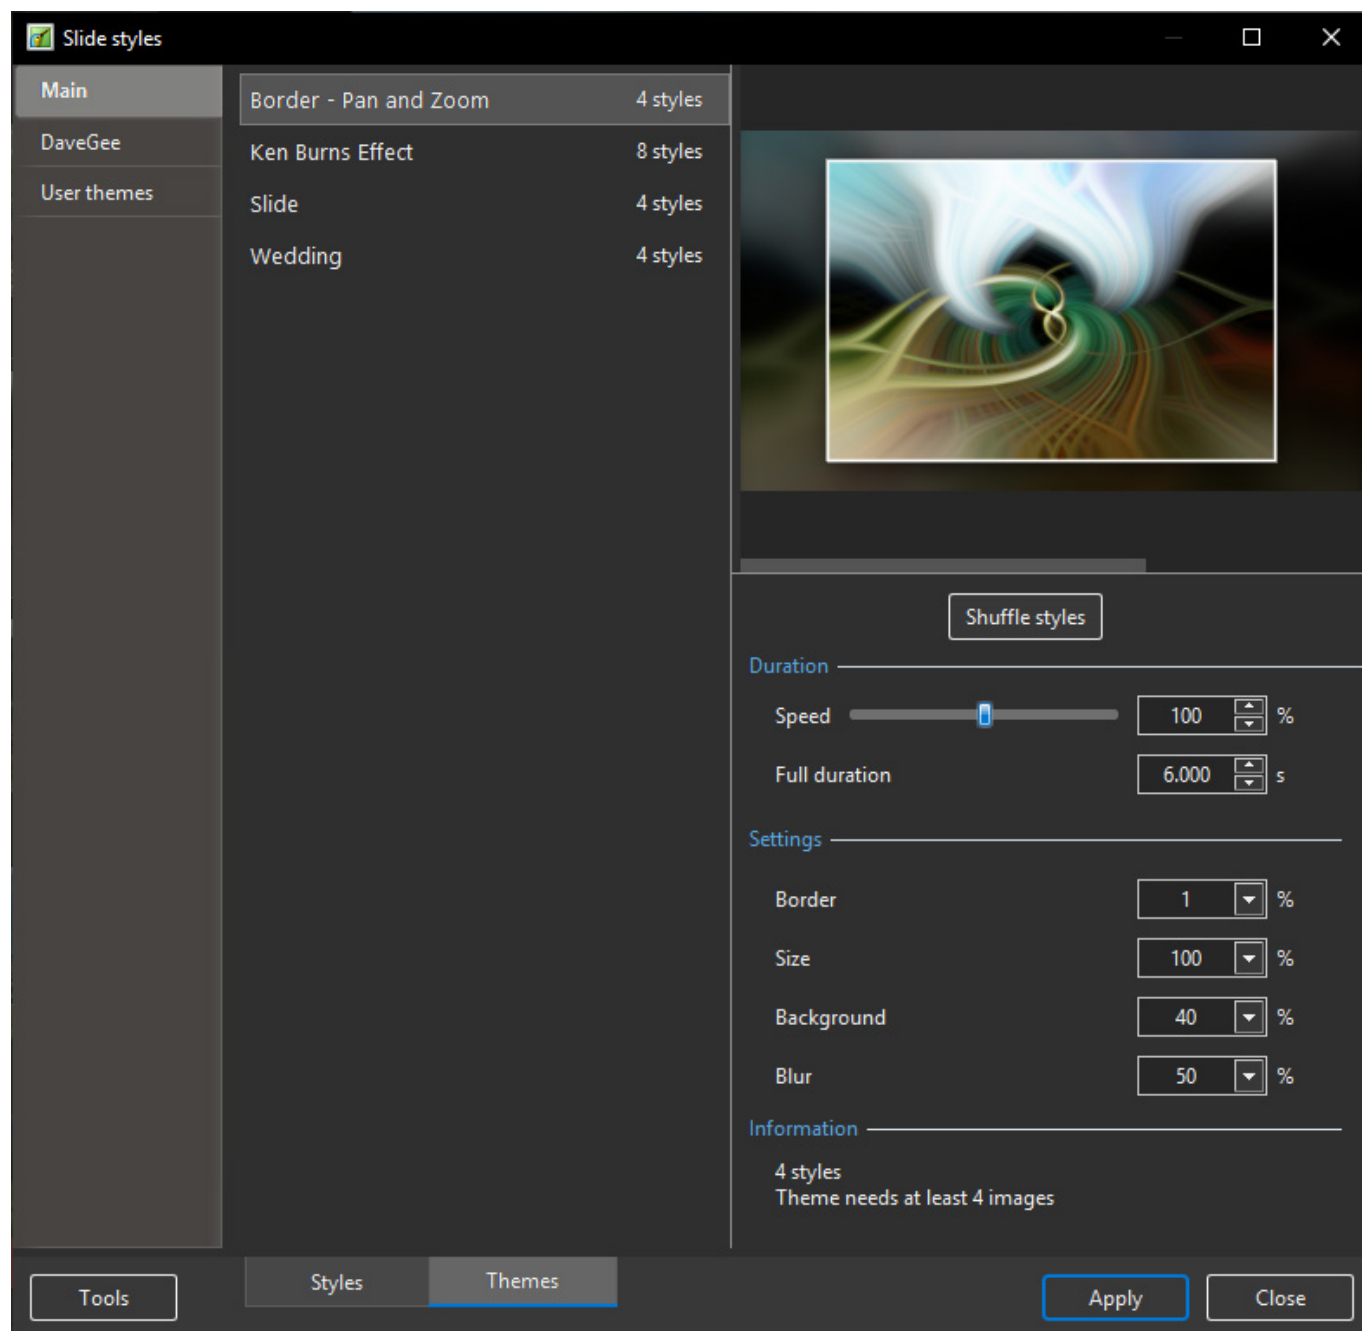 Slide styles
Main
DaveGee
User themes
Border - Pan and Zoom 4 styles
Ken Burns Effect 8 styles
Slide 4 styles
Wedding 4 styles
Shuffle styles
Duration
Speed 100 %
Full duration 6.000 s
Settings
Border 1 %
Size 100 %
Background 40 %
Blur 50 %
Information
4 styles
Theme needs at least 4 images
Tools Styles Themes Apply Close